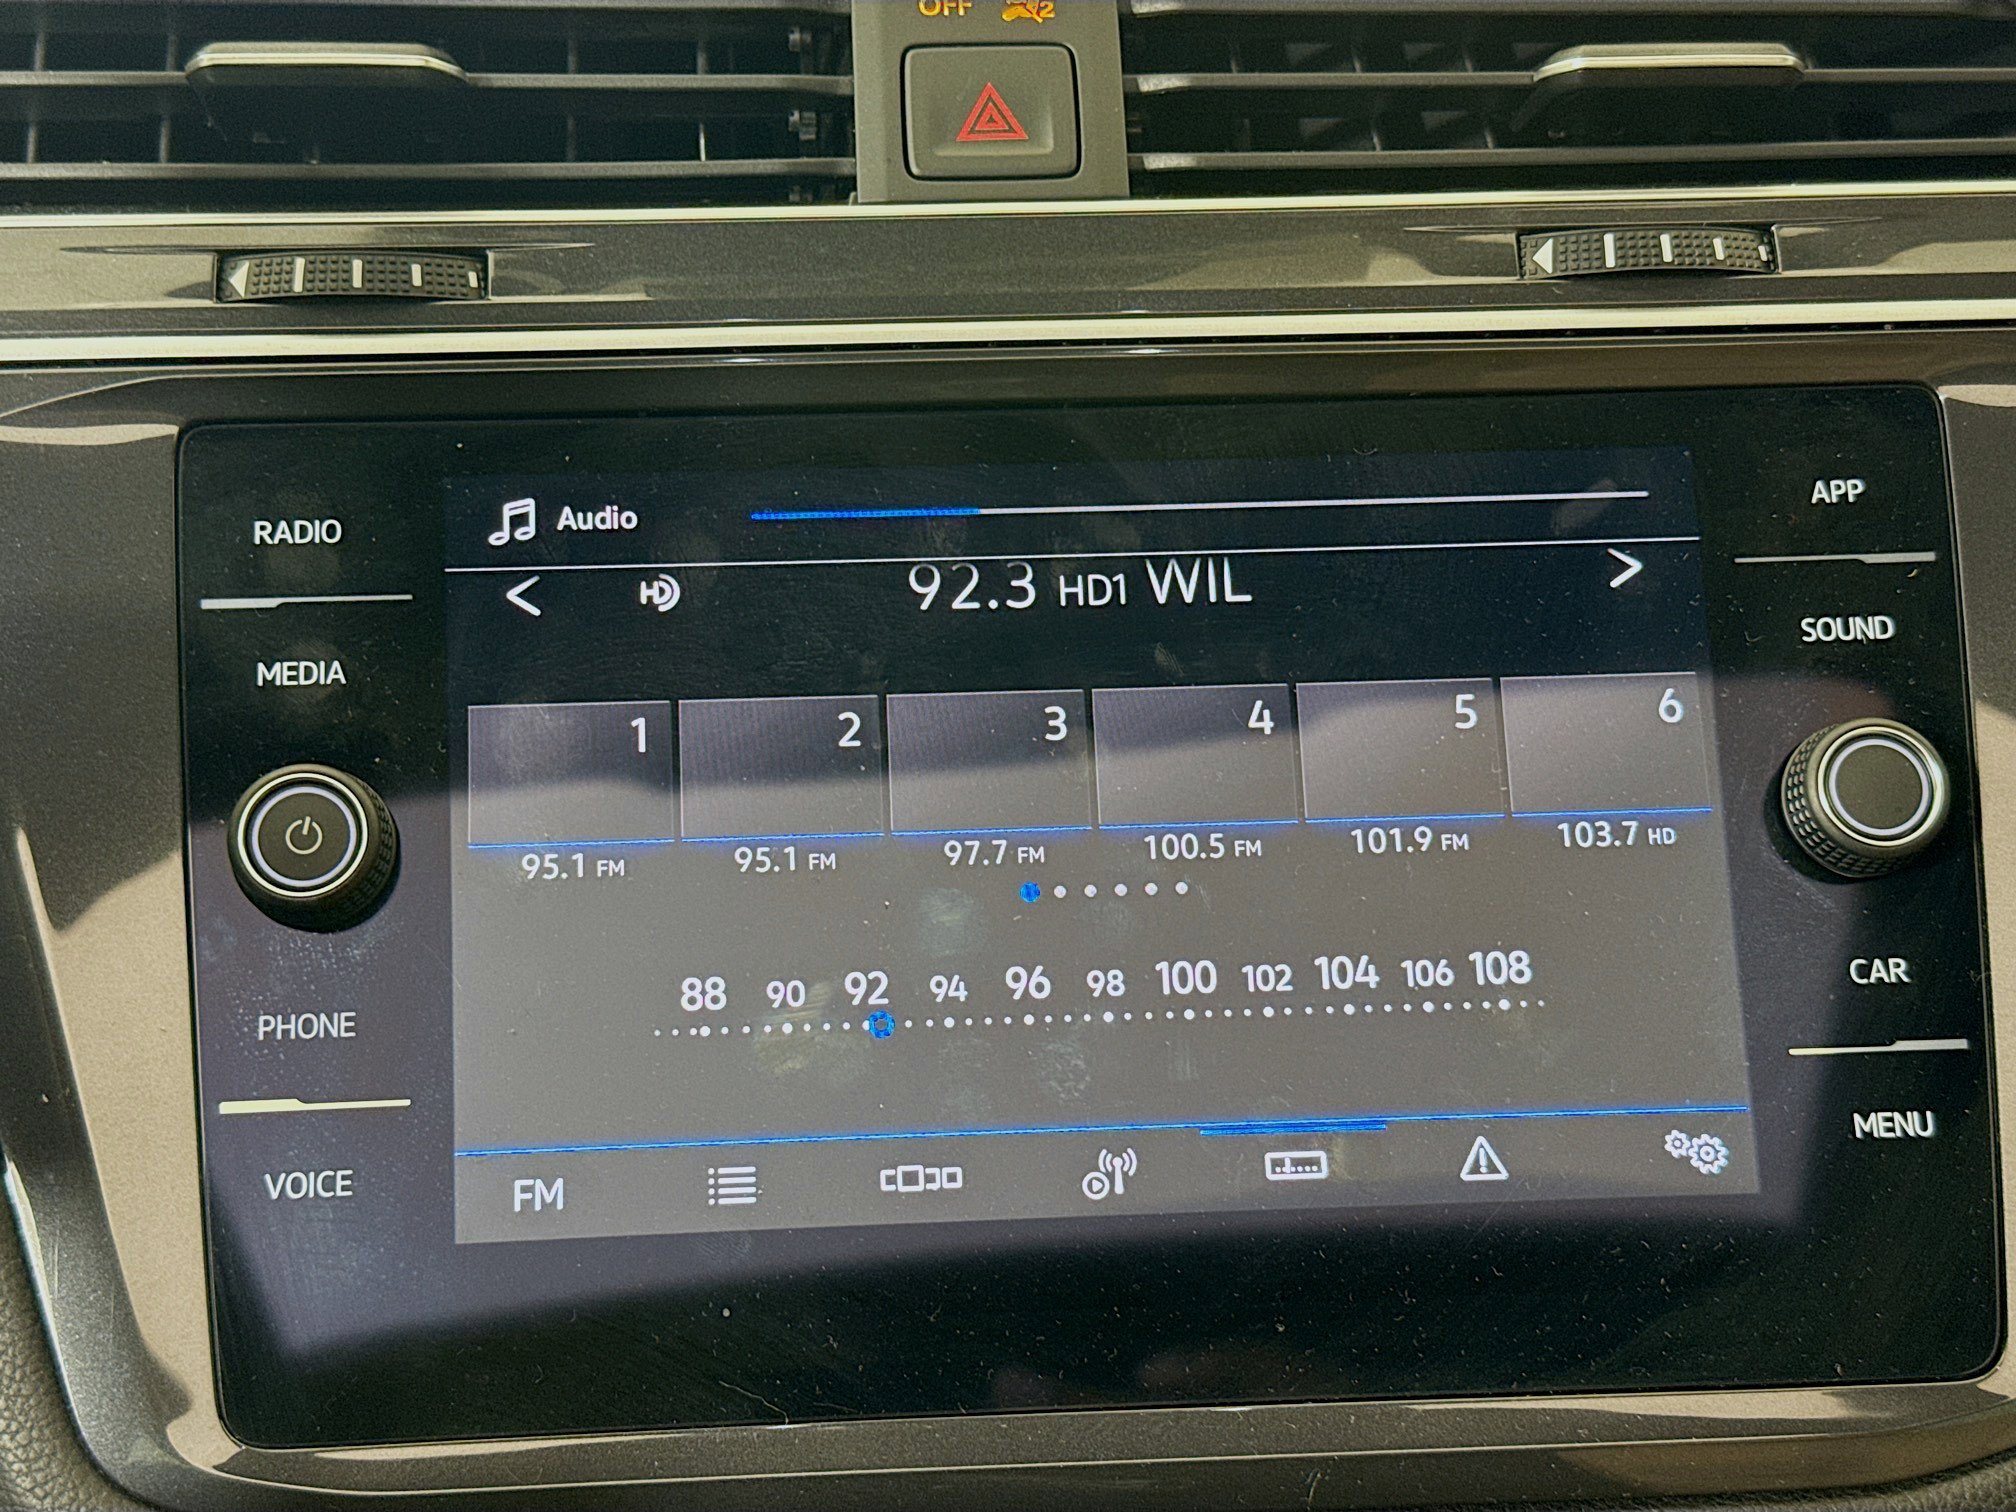 OFF 2
RADIO
MEDIA
PHONE
VOICE
Audio
HD 92.3 HD1 WIL
1 2 3 4 5 6
95.1 FM 95.1 FM 97.7 FM 100.5 FM 101.9 FM 103.7 HD
88 90 92 94 96 98 100 102 104 106 108
FM
APP
SOUND
CAR
MENU